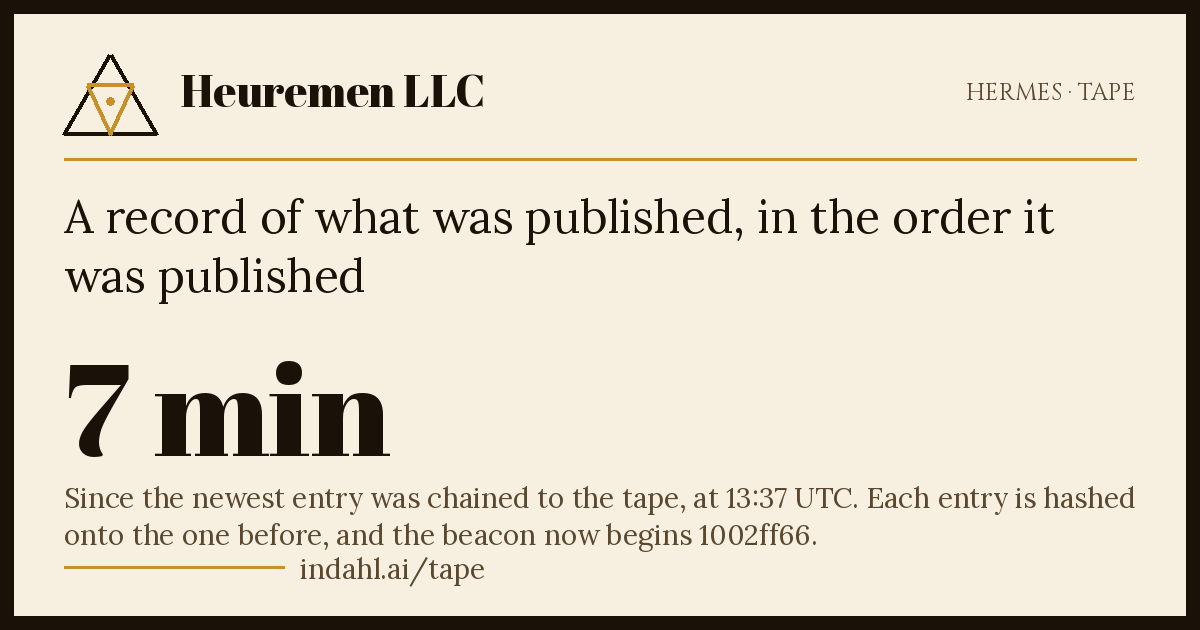 Heuremen LLC
HERMES · TAPE
A record of what was published, in the order it
was published
7 min
Since the newest entry was chained to the tape, at 13:37 UTC. Each entry is hashed
onto the one before, and the beacon now begins 1002ff66.
indahl.ai/tape